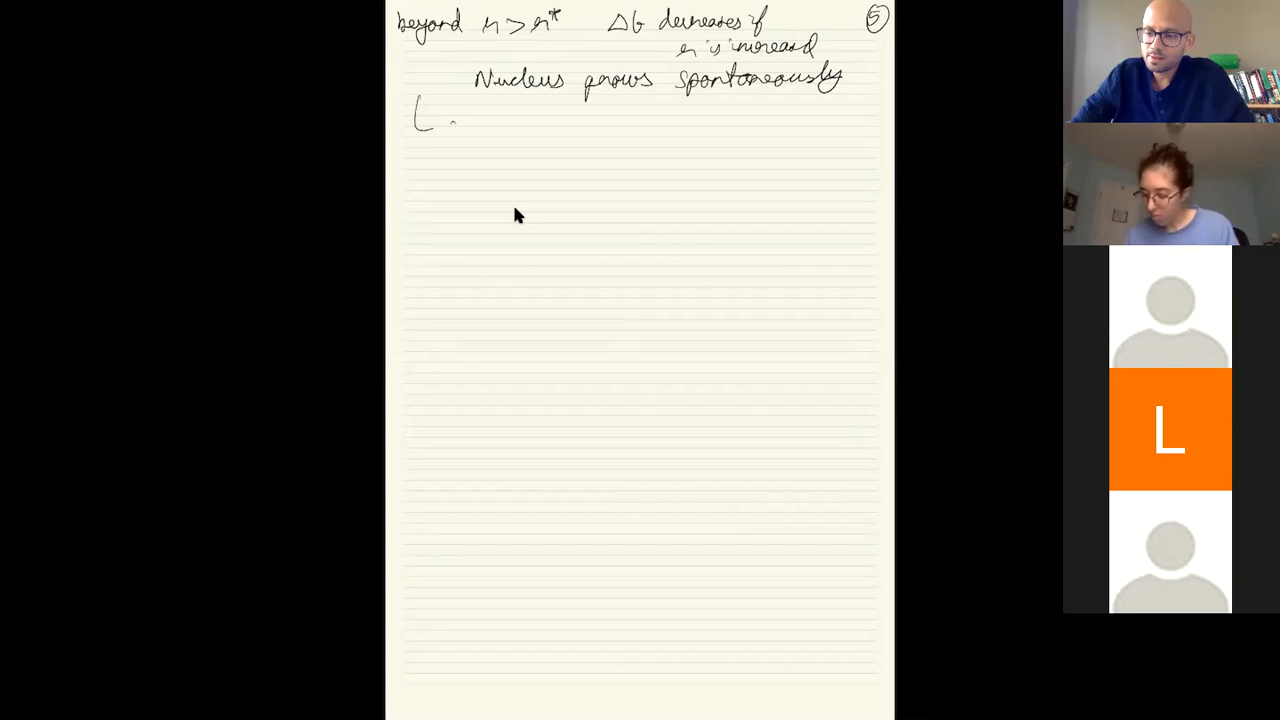 beyond r > r* ΔG decreases if ⑤
r is increased
Nucleus grows spontaneously
L